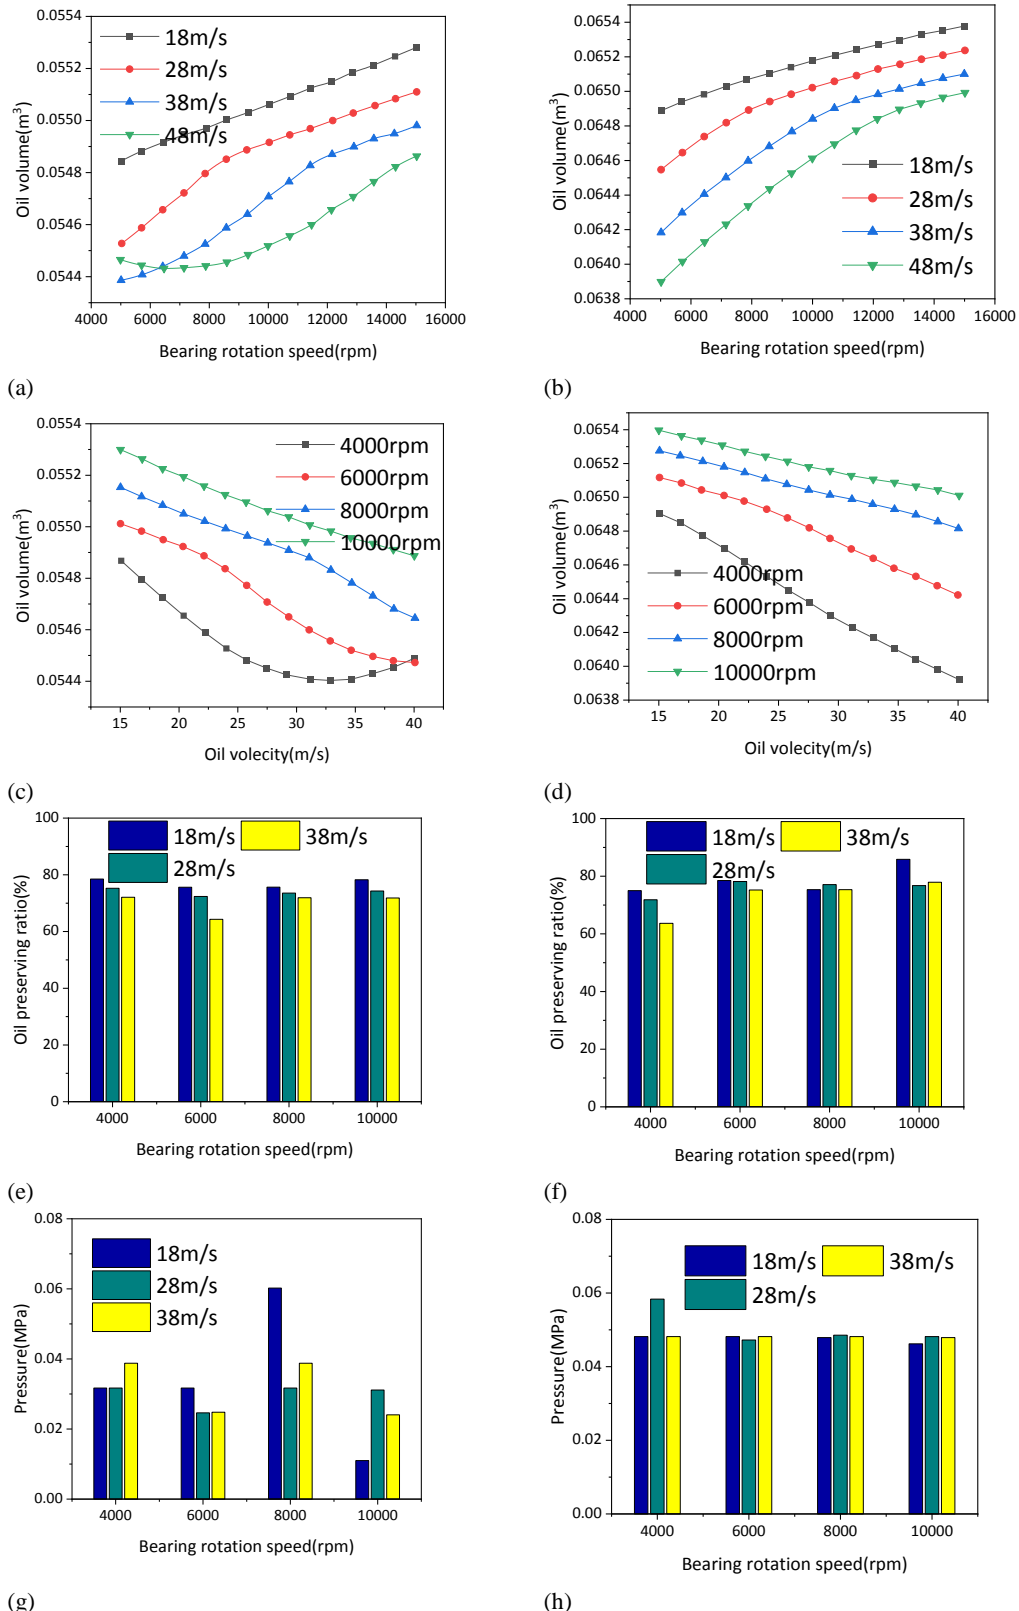 0.0554
0.0552
0.0550
0.0548
0.0546
0.0544
Oil volume(m³)
18m/s
28m/s
38m/s
48m/s
4000 6000 8000 10000 12000 14000 16000
Bearing rotation speed(rpm)
(a)
0.0654
0.0652
0.0650
0.0648
0.0646
0.0644
0.0642
0.0640
0.0638
Oil volume(m³)
18m/s
28m/s
38m/s
48m/s
4000 6000 8000 10000 12000 14000 16000
Bearing rotation speed(rpm)
(b)
0.0554
0.0552
0.0550
0.0548
0.0546
0.0544
Oil volume(m³)
4000rpm
6000rpm
8000rpm
10000rpm
15 20 25 30 35 40
Oil volecity(m/s)
(c)
0.0654
0.0652
0.0650
0.0648
0.0646
0.0644
0.0642
0.0640
0.0638
Oil volume(m³)
4000rpm
6000rpm
8000rpm
10000rpm
15 20 25 30 35 40
Oil volecity(m/s)
(d)
100
80
60
40
20
0
Oil preserving ratio(%)
18m/s 38m/s
28m/s
4000 6000 8000 10000
Bearing rotation speed(rpm)
(e)
100
80
60
40
20
0
Oil preserving ratio(%)
18m/s 38m/s
28m/s
4000 6000 8000 10000
Bearing rotation speed(rpm)
(f)
0.08
0.06
0.04
0.02
0.00
Pressure(MPa)
18m/s
28m/s
38m/s
4000 6000 8000 10000
Bearing rotation speed(rpm)
(g)
0.08
0.06
0.04
0.02
0.00
Pressure(MPa)
18m/s 38m/s
28m/s
4000 6000 8000 10000
Bearing rotation speed(rpm)
(h)